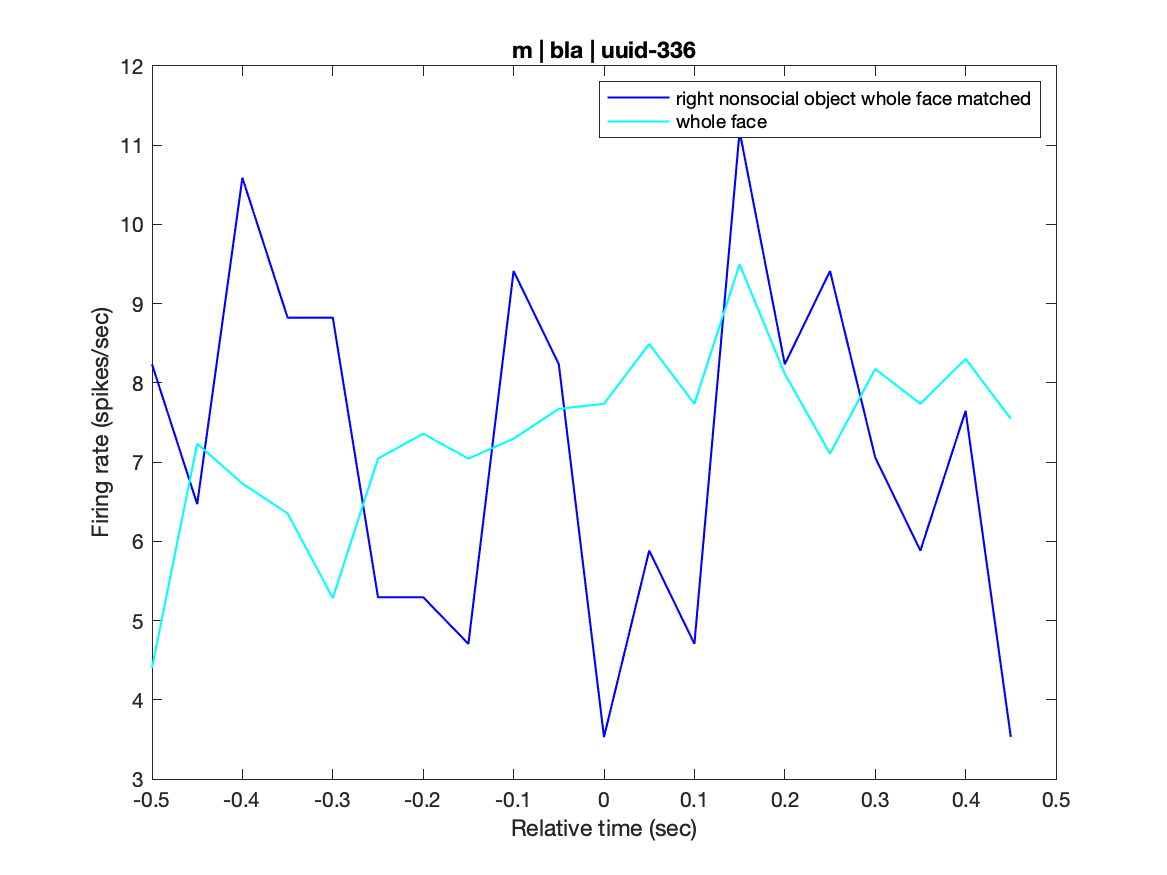 m | bla | uuid-336
right nonsocial object whole face matched
whole face
Firing rate (spikes/sec)
12
11
10
9
8
7
6
5
4
3
-0.5 -0.4 -0.3 -0.2 -0.1 0 0.1 0.2 0.3 0.4 0.5
Relative time (sec)